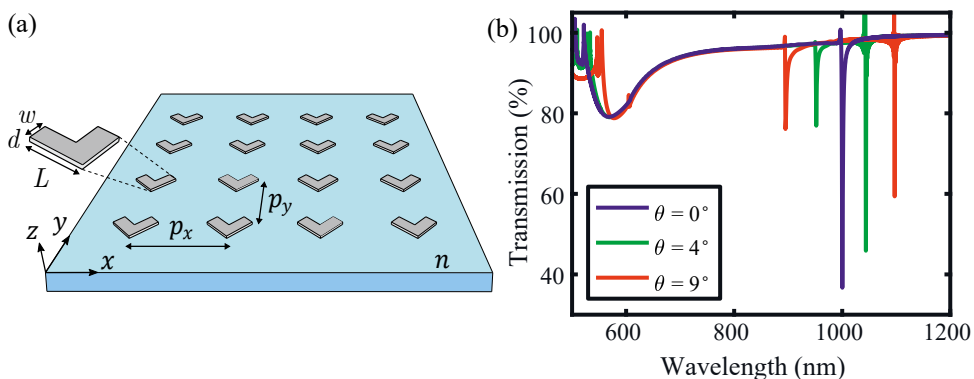 (a)
w
d
L
p_y
p_x
z
y
x
n
(b)
100
80
60
40
Transmission (%)
θ = 0°
θ = 4°
θ = 9°
600
800
1000
1200
Wavelength (nm)